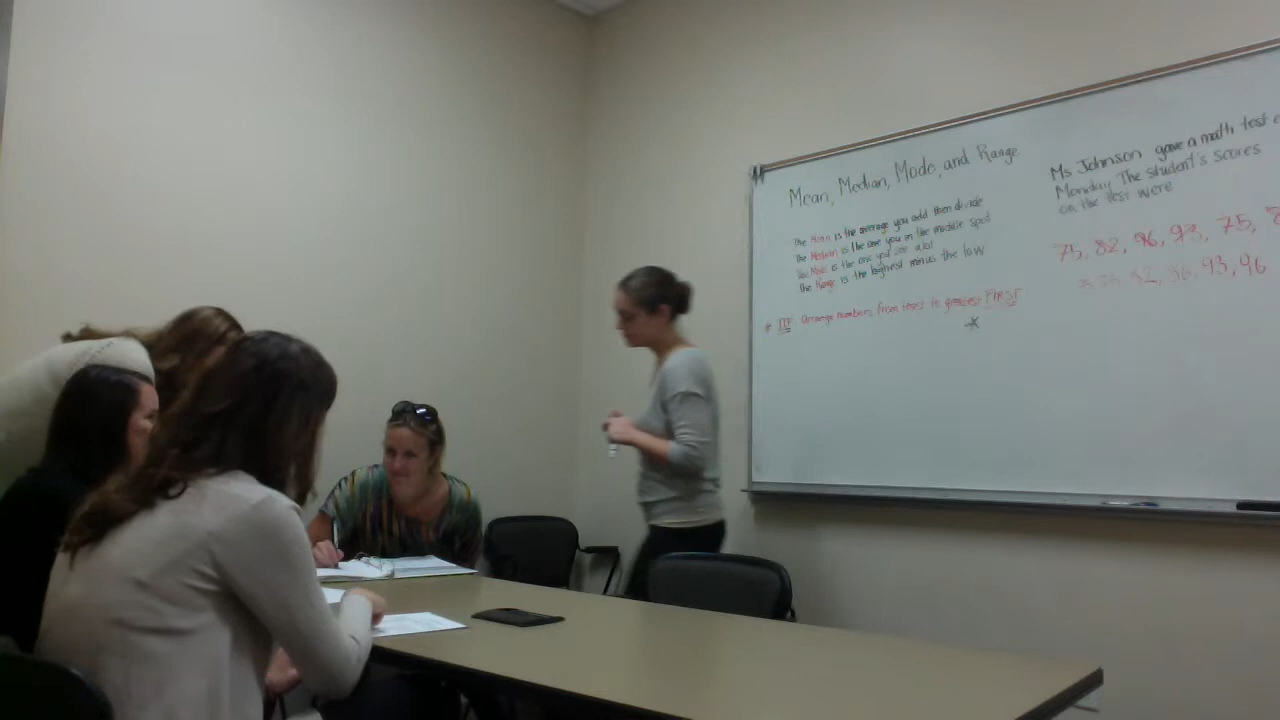 Mean, Median, Mode, and Range
The Mean is the average you add then divide
The Median is the one you in the middle spot
The Mode is the one you see a lot
The Range is the highest minus the low
* TIP Arrange numbers from least to greatest FIRST
*
Ms Johnson gave a math test
Monday The student's scores
on the test were
75, 82, 96, 93, 75,
82, 96, 93, 96